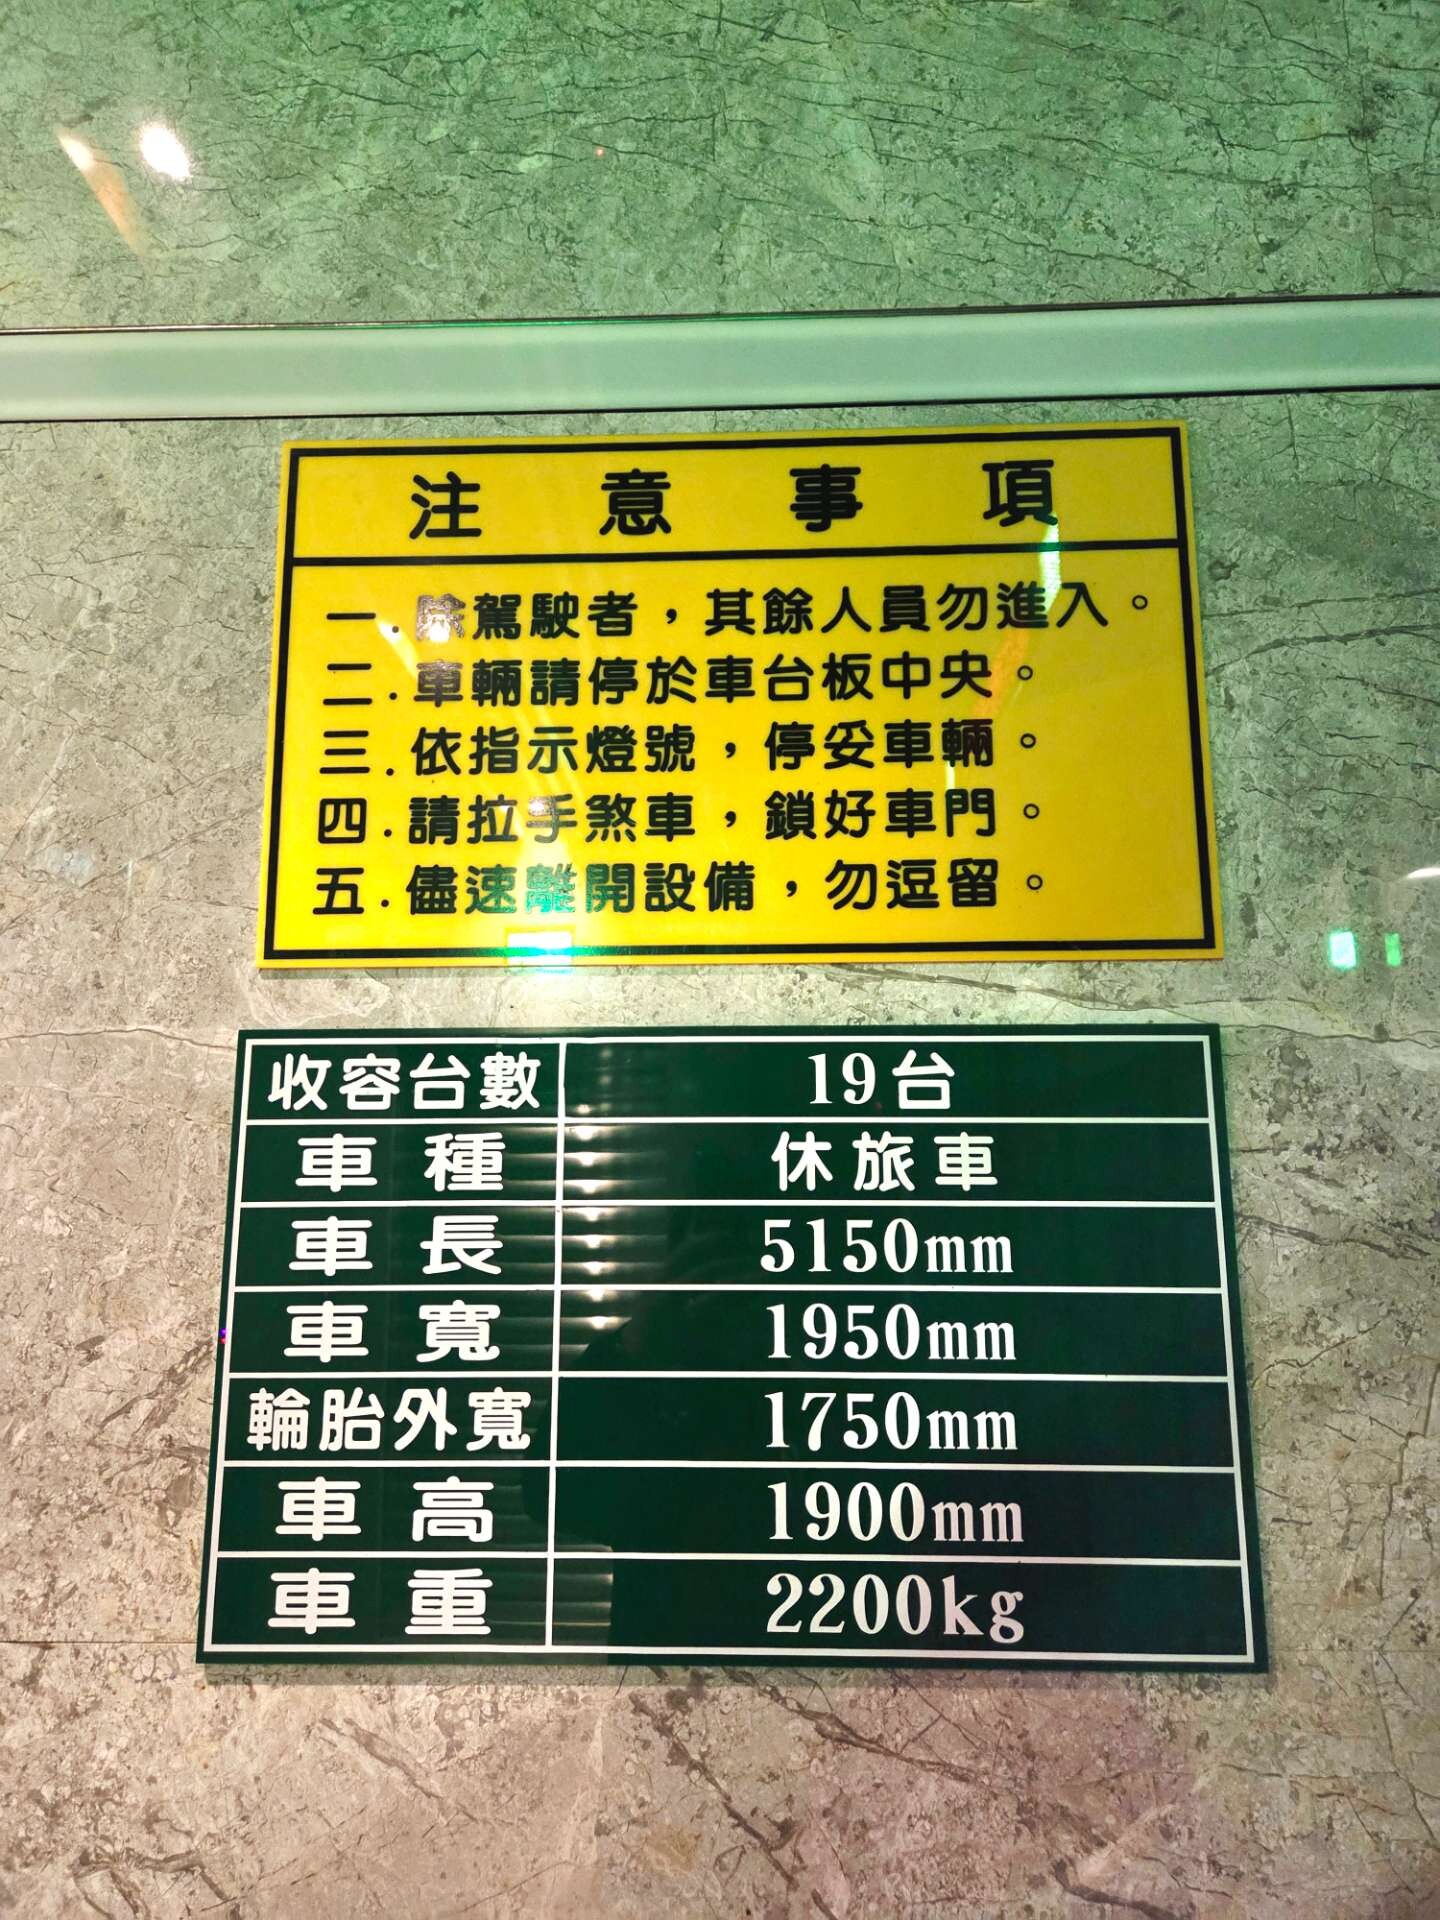 注意事項
一.除駕駛者，其餘人員勿進入。
二.車輛請停於車台板中央。
三.依指示燈號，停妥車輛。
四.請拉手煞車，鎖好車門。
五.儘速離開設備，勿逗留。
收容台數 19台
車種 休旅車
車長 5150mm
車寬 1950mm
輪胎外寬 1750mm
車高 1900mm
車重 2200kg